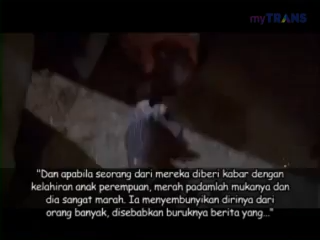 myTRANS
"Dan apabila seorang dari mereka diberi kabar dengan
kelahiran anak perempuan, merah padamlah mukanya dan
dia sangat marah. Ia menyembunyikan dirinya dari
orang banyak, disebabkan buruknya berita yang..."